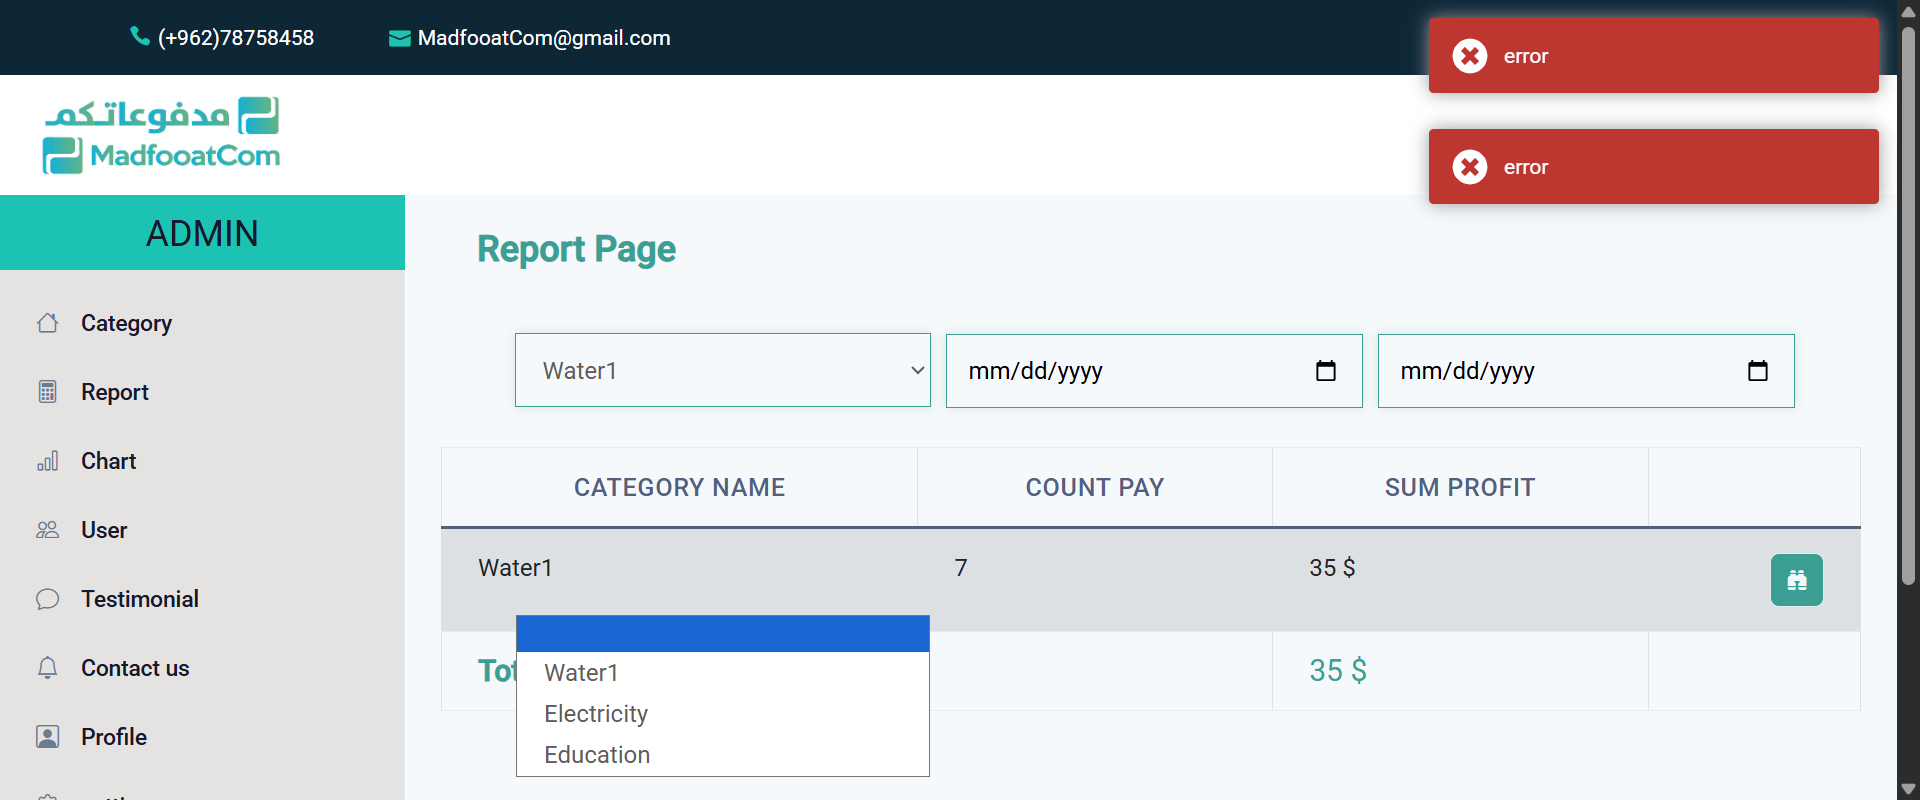 (+962)78758458
MadfooatCom@gmail.com
error
error
مدفوعاتكم
MadfooatCom
ADMIN
Category
Report
Chart
User
Testimonial
Contact us
Profile
Report Page
Water1
mm/dd/yyyy
mm/dd/yyyy
CATEGORY NAME
COUNT PAY
SUM PROFIT
Water1
7
35 $
35 $
Water1
Electricity
Education